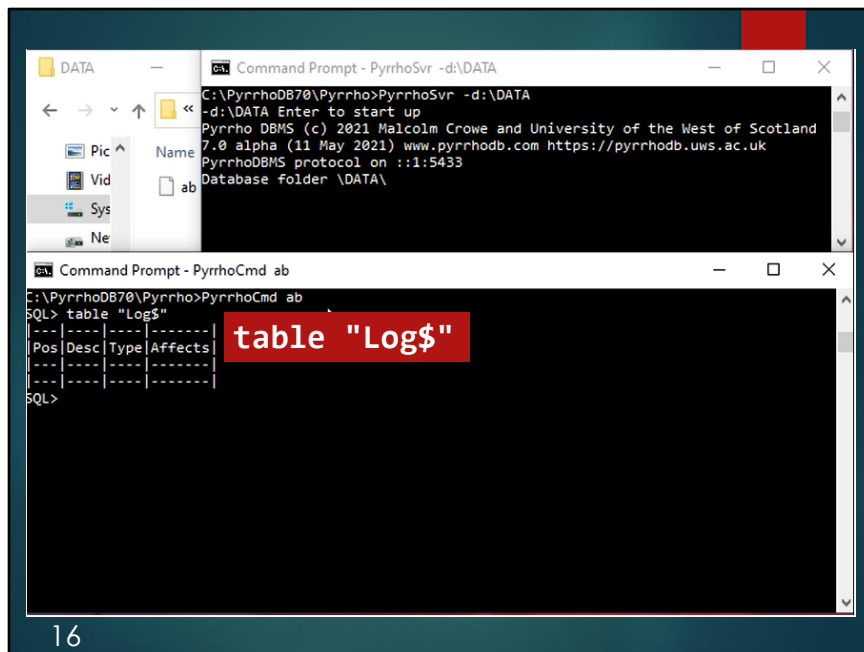 DATA
Command Prompt - PyrrhoSvr -d:\DATA
C:\PyrrhoDB70\Pyrrho>PyrrhoSvr -d:\DATA
-d:\DATA Enter to start up
Pyrrho DBMS (c) 2021 Malcolm Crowe and University of the West of Scotland
7.0 alpha (11 May 2021) www.pyrrhodb.com https://pyrrhodb.uws.ac.uk
PyrrhoDBMS protocol on ::1:5433
Database folder \DATA\
Pic
Name
Vid
ab
Sys
Ne
Command Prompt - PyrrhoCmd ab
C:\PyrrhoDB70\Pyrrho>PyrrhoCmd ab
SQL> table "Log$"
|---|----|----|-------|
|Pos|Desc|Type|Affects|
|---|----|----|-------|
|---|----|----|-------|
SQL>
table "Log$"
16